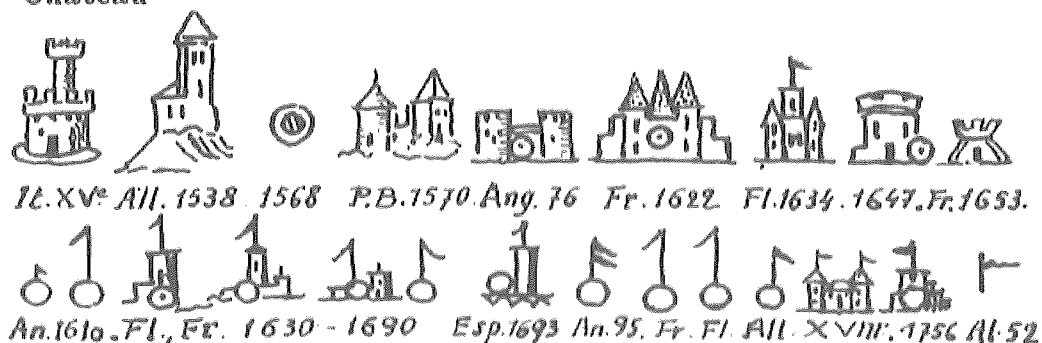 Château
It. XVe All. 1538 1568 P.B. 1570. Ang. 76 Fr. 1622 Fl. 1634. 1647. Fr. 1653.
An. 1610. Fl., Fr. 1630 - 1690 Esp. 1693 An. 95. Fr. Fl. All. XVIIIe. 1756 Al. 52